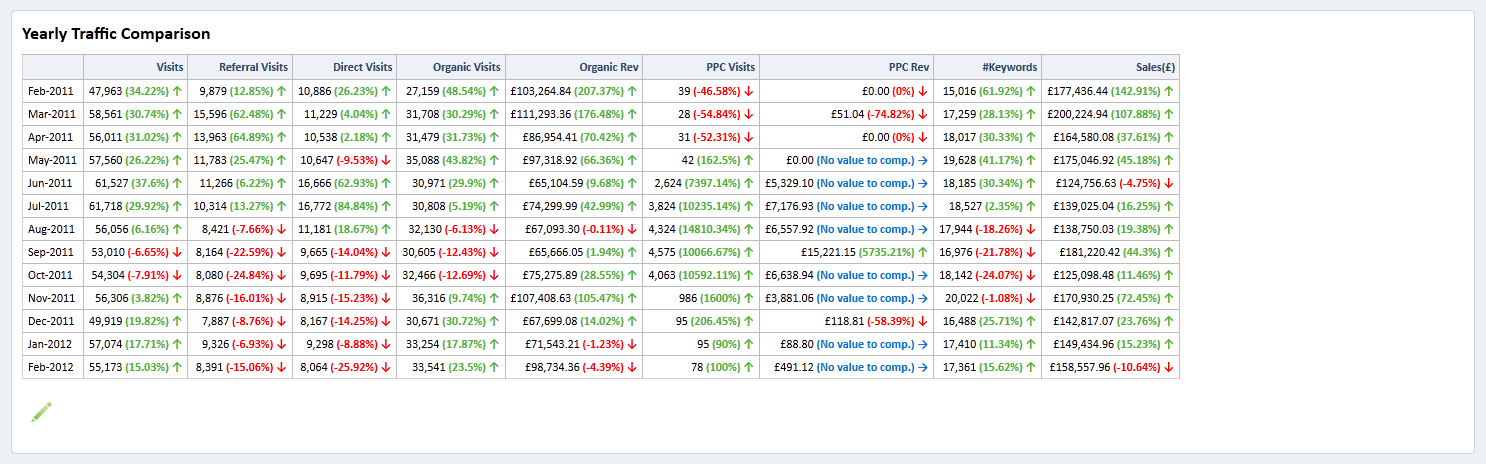 Yearly Traffic Comparison
Visits Referral Visits Direct Visits Organic Visits Organic Rev PPC Visits PPC Rev #Keywords Sales(£)
Feb-2011 47,963 (34.22%) ↑ 9,879 (12.85%) ↑ 10,886 (26.23%) ↑ 27,159 (48.54%) ↑ £103,264.84 (207.37%) ↑ 39 (-46.58%) ↓ £0.00 (0%) ↓ 15,016 (61.92%) ↑ £177,436.44 (142.91%) ↑
Mar-2011 58,561 (30.74%) ↑ 15,596 (62.48%) ↑ 11,229 (4.04%) ↑ 31,708 (30.29%) ↑ £111,293.36 (176.48%) ↑ 28 (-54.84%) ↓ £51.04 (-74.82%) ↓ 17,259 (28.13%) ↑ £200,224.94 (107.88%) ↑
Apr-2011 56,011 (31.02%) ↑ 13,963 (64.89%) ↑ 10,538 (2.18%) ↑ 31,479 (31.73%) ↑ £86,954.41 (70.42%) ↑ 31 (-52.31%) ↓ £0.00 (0%) ↓ 18,017 (30.33%) ↑ £164,580.08 (37.61%) ↑
May-2011 57,560 (26.22%) ↑ 11,783 (25.47%) ↑ 10,647 (-9.53%) ↓ 35,088 (43.82%) ↑ £97,318.92 (66.36%) ↑ 42 (162.5%) ↑ £0.00 (No value to comp.) → 19,628 (41.17%) ↑ £175,046.92 (45.18%) ↑
Jun-2011 61,527 (37.6%) ↑ 11,266 (6.22%) ↑ 16,666 (62.93%) ↑ 30,971 (29.9%) ↑ £65,104.59 (9.68%) ↑ 2,624 (7397.14%) ↑ £5,329.10 (No value to comp.) → 18,185 (30.34%) ↑ £124,756.63 (-4.75%) ↓
Jul-2011 61,718 (29.92%) ↑ 10,314 (13.27%) ↑ 16,772 (84.84%) ↑ 30,808 (5.19%) ↑ £74,299.99 (42.99%) ↑ 3,824 (10235.14%) ↑ £7,176.93 (No value to comp.) → 18,527 (2.35%) ↑ £139,025.04 (16.25%) ↑
Aug-2011 56,056 (6.16%) ↑ 8,421 (-7.66%) ↓ 11,181 (18.67%) ↑ 32,130 (-6.13%) ↓ £67,093.30 (-0.11%) ↓ 4,324 (14810.34%) ↑ £6,557.92 (No value to comp.) → 17,944 (-18.26%) ↓ £138,750.03 (19.38%) ↑
Sep-2011 53,010 (-6.65%) ↓ 8,164 (-22.59%) ↓ 9,665 (-14.04%) ↓ 30,605 (-12.43%) ↓ £65,666.05 (1.94%) ↑ 4,575 (10066.67%) ↑ £15,221.15 (5735.21%) ↑ 16,976 (-21.78%) ↓ £181,220.42 (44.3%) ↑
Oct-2011 54,304 (-7.91%) ↓ 8,080 (-24.84%) ↓ 9,695 (-11.79%) ↓ 32,466 (-12.69%) ↓ £75,275.89 (28.55%) ↑ 4,063 (10592.11%) ↑ £6,638.94 (No value to comp.) → 18,142 (-24.07%) ↓ £125,098.48 (11.46%) ↑
Nov-2011 56,306 (3.82%) ↑ 8,876 (-16.01%) ↓ 8,915 (-15.23%) ↓ 36,316 (9.74%) ↑ £107,408.63 (105.47%) ↑ 986 (1600%) ↑ £3,881.06 (No value to comp.) → 20,022 (-1.08%) ↓ £170,930.25 (72.45%) ↑
Dec-2011 49,919 (19.82%) ↑ 7,887 (-8.76%) ↓ 8,167 (-14.25%) ↓ 30,671 (30.72%) ↑ £67,699.08 (14.02%) ↑ 95 (206.45%) ↑ £118.81 (-58.39%) ↓ 16,488 (25.71%) ↑ £142,817.07 (23.76%) ↑
Jan-2012 57,074 (17.71%) ↑ 9,326 (-6.93%) ↓ 9,298 (-8.88%) ↓ 33,254 (17.87%) ↑ £71,543.21 (-1.23%) ↓ 95 (90%) ↑ £88.80 (No value to comp.) → 17,410 (11.34%) ↑ £149,434.96 (15.23%) ↑
Feb-2012 55,173 (15.03%) ↑ 8,391 (-15.06%) ↓ 8,064 (-25.92%) ↓ 33,541 (23.5%) ↑ £98,734.36 (-4.39%) ↓ 78 (100%) ↑ £491.12 (No value to comp.) → 17,361 (15.62%) ↑ £158,557.96 (-10.64%) ↓